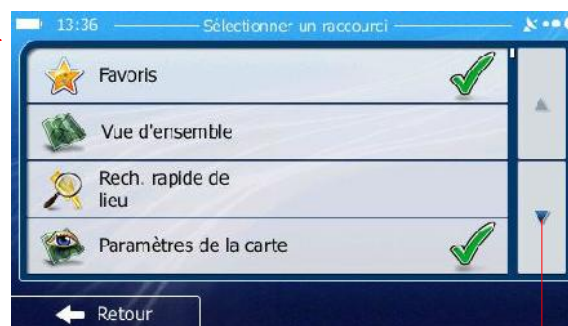 13:36 Sélectionner un raccourci
Favoris
Vue d'ensemble
Rech. rapide de
lieu
Paramètres de la carte
Retour